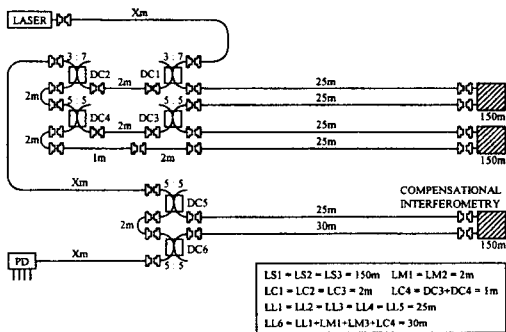 LASER
Xm
3 : 7
3 : 7
DC2
DC1
2m
2m
25m
25m
150m
5 : 5
5 : 5
DC4
DC3
2m
2m
25m
1m
2m
25m
150m
Xm
5 : 5
DC5
COMPENSATIONAL
INTERFEROMETRY
2m
25m
30m
150m
DC6
5 : 5
PD
Xm
LS1 = LS2 = LS3 = 150m LM1 = LM2 = 2m
LC1 = LC2 = LC3 = 2m LC4 = DC3+DC4 = 1m
LL1 = LL2 = LL3 = LL4 = LL5 = 25m
LL6 = LL1+LM1+LM3+LC4 = 30m